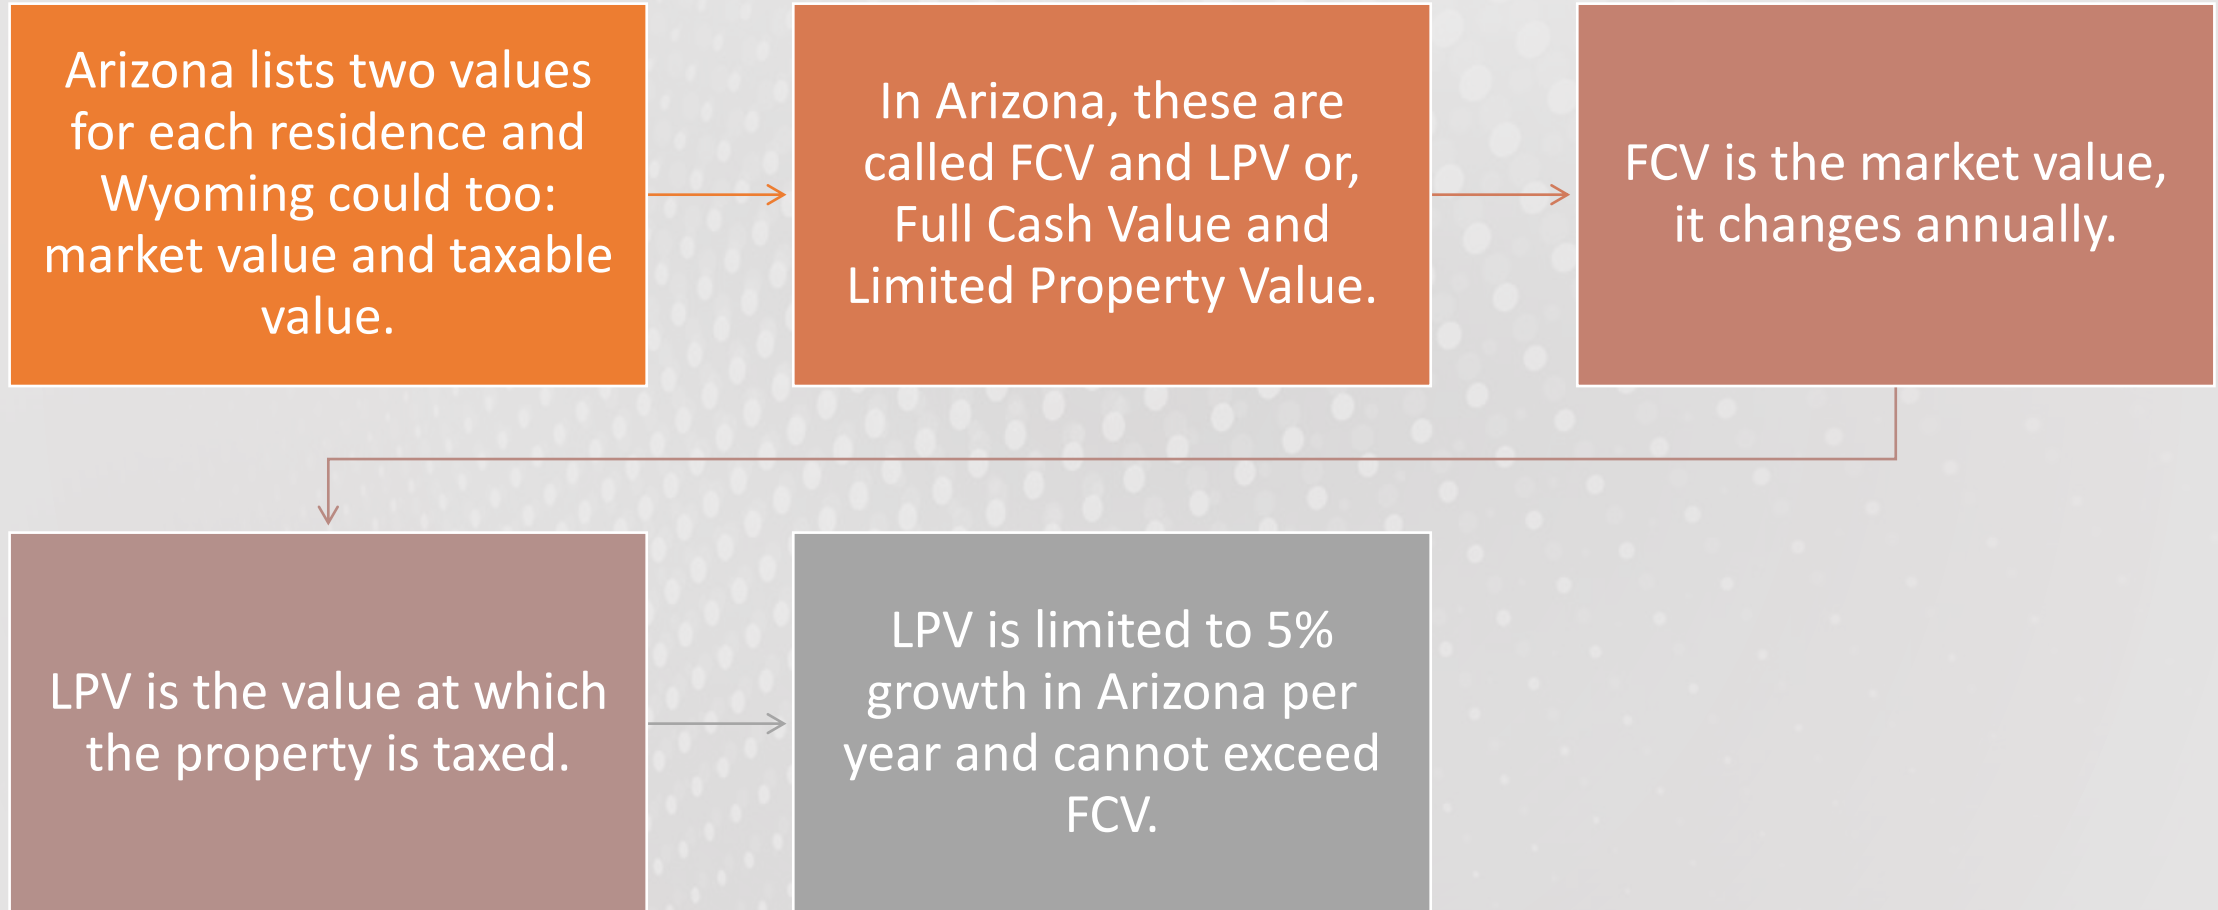 Arizona lists two values
for each residence and
Wyoming could too:
market value and taxable
value.
In Arizona, these are
called FCV and LPV or,
Full Cash Value and
Limited Property Value.
FCV is the market value,
it changes annually.
LPV is the value at which
the property is taxed.
LPV is limited to 5%
growth in Arizona per
year and cannot exceed
FCV.